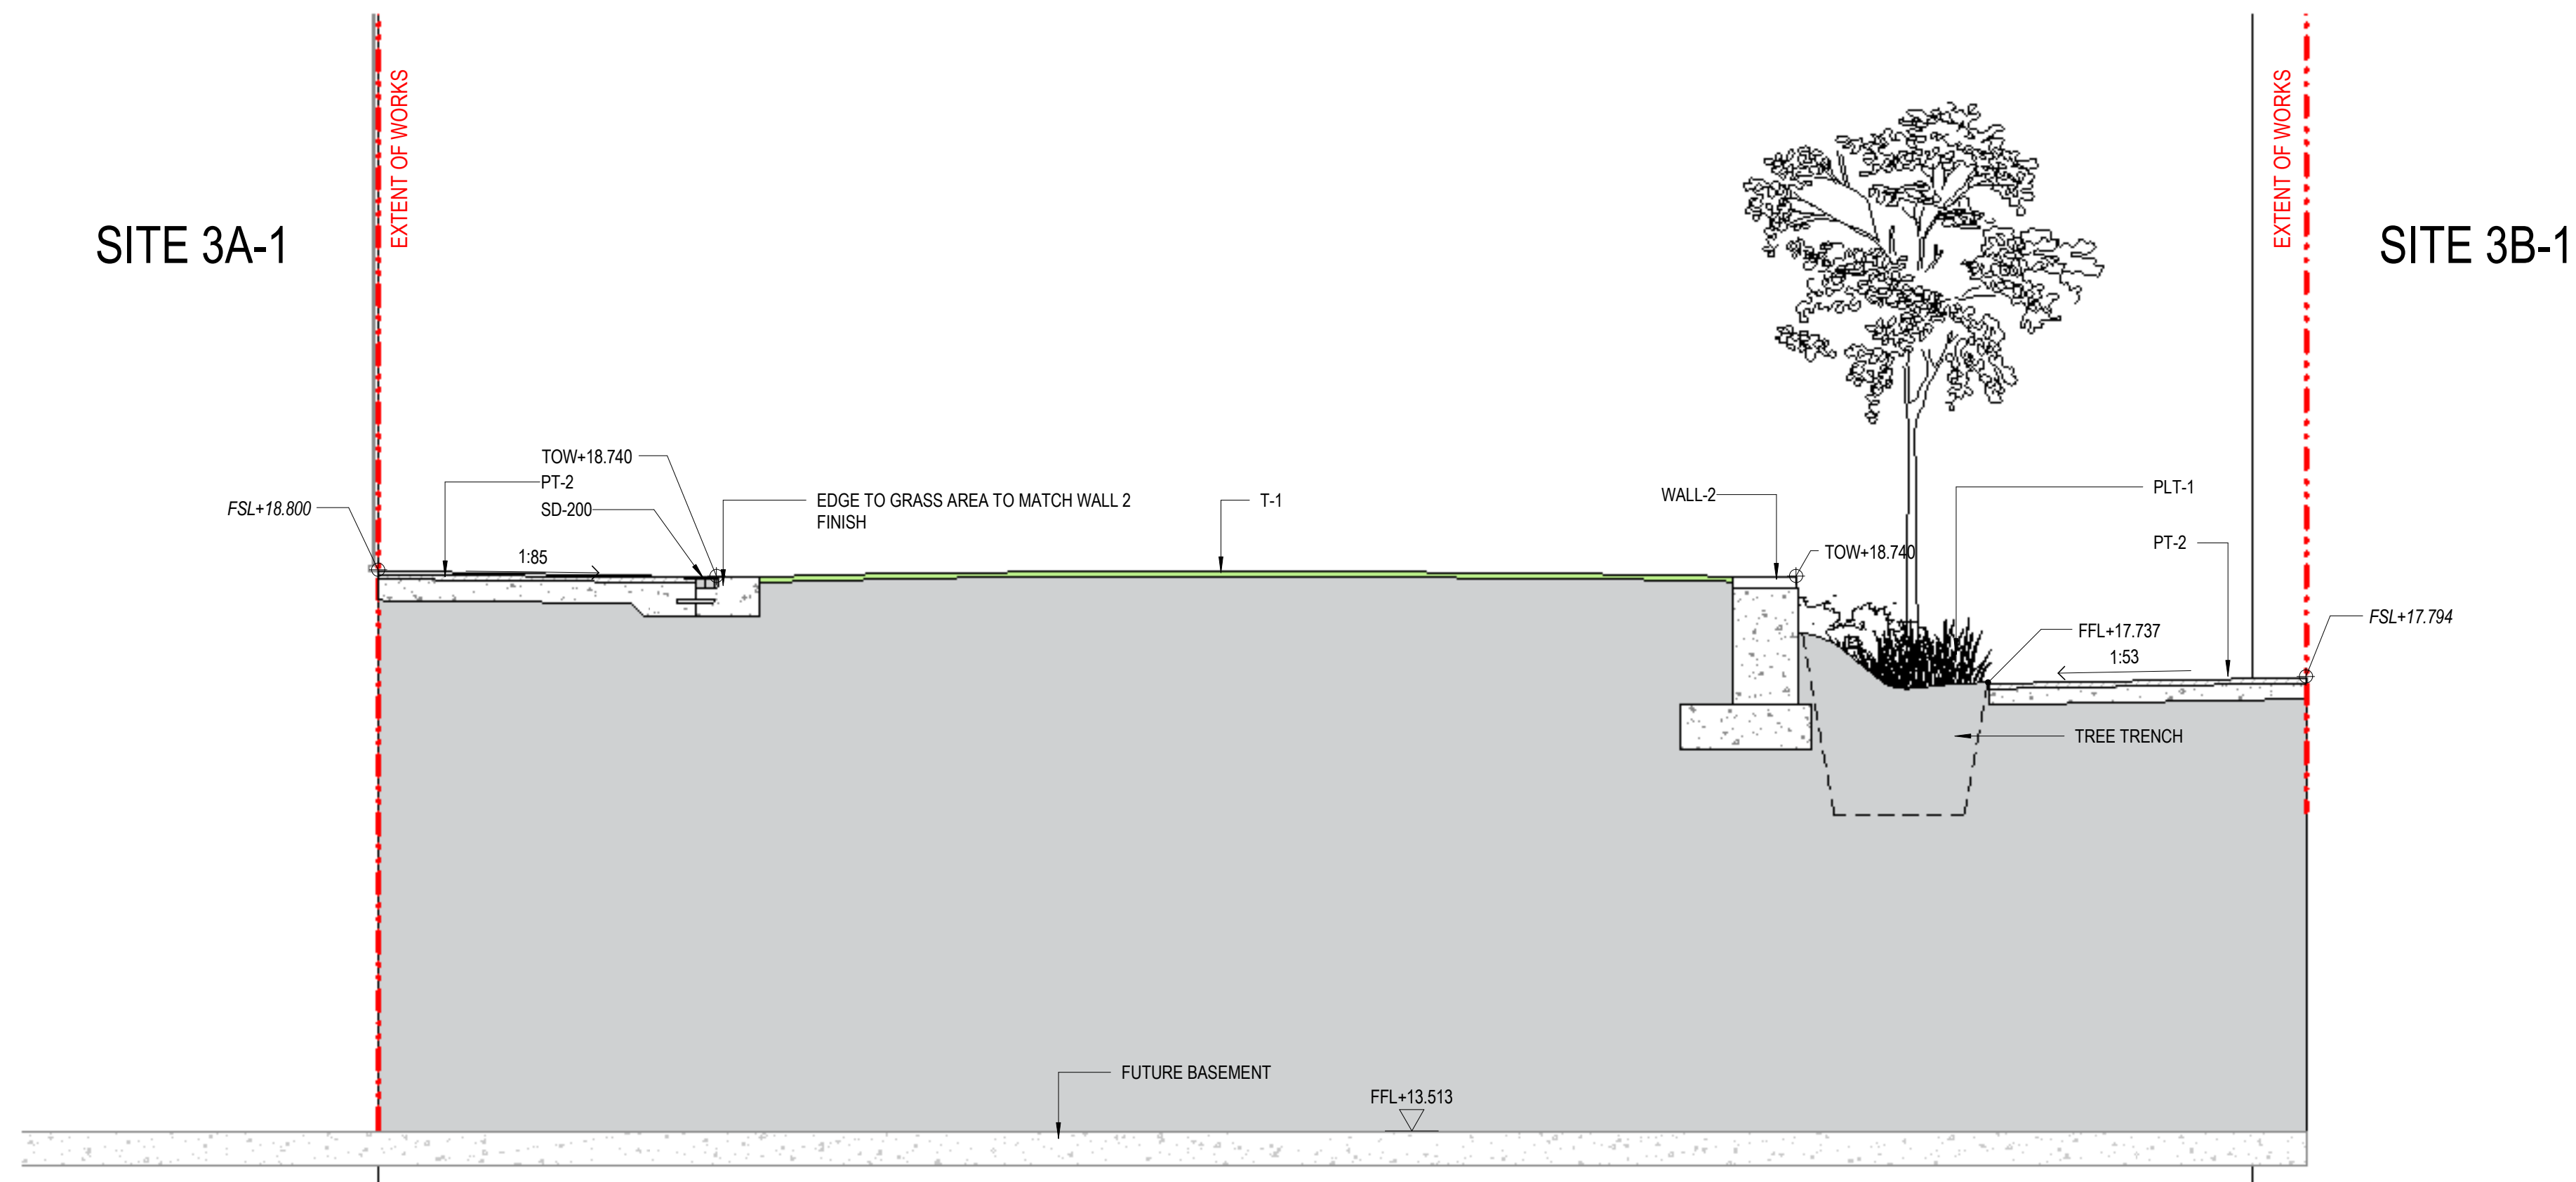 EXTENT OF WORKS
EXTENT OF WORKS
SITE 3A-1
SITE 3B-1
TOW+18.740
PT-2
SD-200
FSL+18.800
1:85
EDGE TO GRASS AREA TO MATCH WALL 2
FINISH
T-1
WALL-2
TOW+18.740
PLT-1
PT-2
FFL+17.737
1:53
FSL+17.794
TREE TRENCH
FUTURE BASEMENT
FFL+13.513